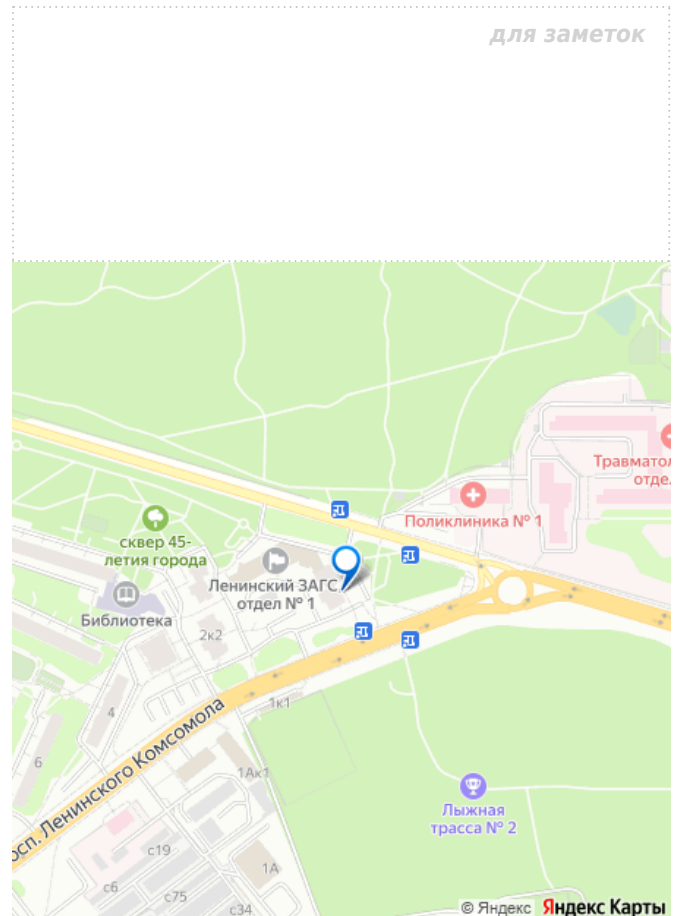 для заметок
Травматол
отде
Поликлиника № 1
сквер 45-
летия города
Ленинский ЗАГС
отдел № 1
Библиотека
2к2
4
1к1
6
осп. Ленинского Комсомола
1Ак1
Лыжная
трасса № 2
с19
1А
с6
с75
с34
© Яндекс Яндекс Карты